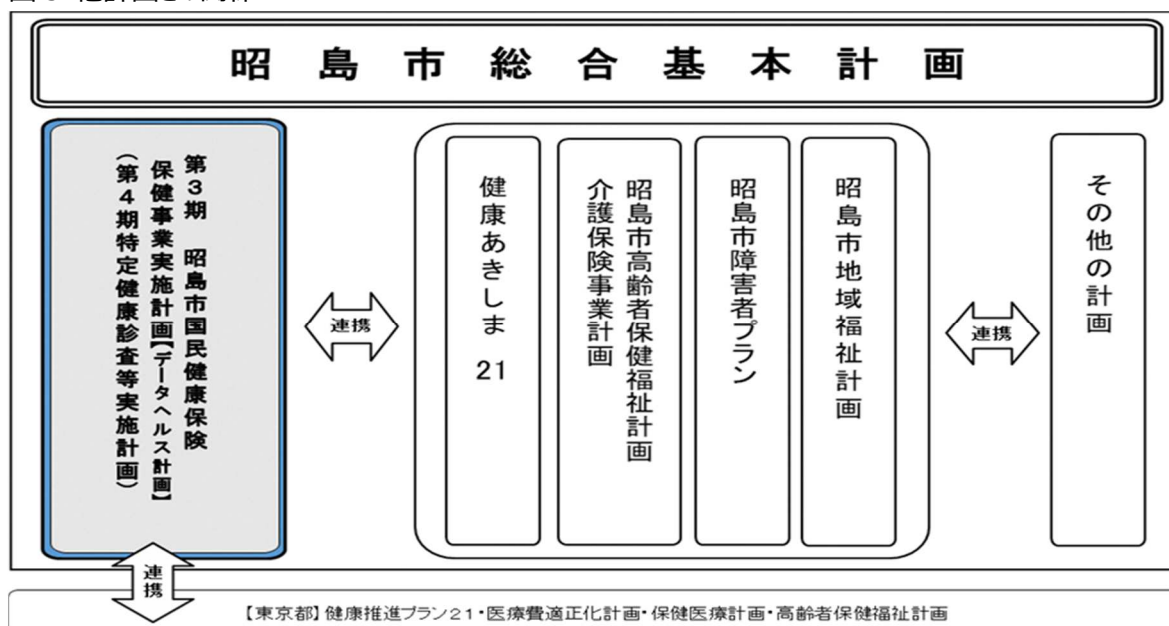 昭島市総合基本計画
第3期 昭島市国民健康保険
保健事業実施計画【データヘルス計画】
(第4期特定健康診査等実施計画)
連携
健康あきしま 21
昭島市高齢者保健福祉計画
介護保険事業計画
昭島市障害者プラン
昭島市地域福祉計画
連携
その他の計画
連携
【東京都】健康推進プラン21・医療費適正化計画・保健医療計画・高齢者保健福祉計画